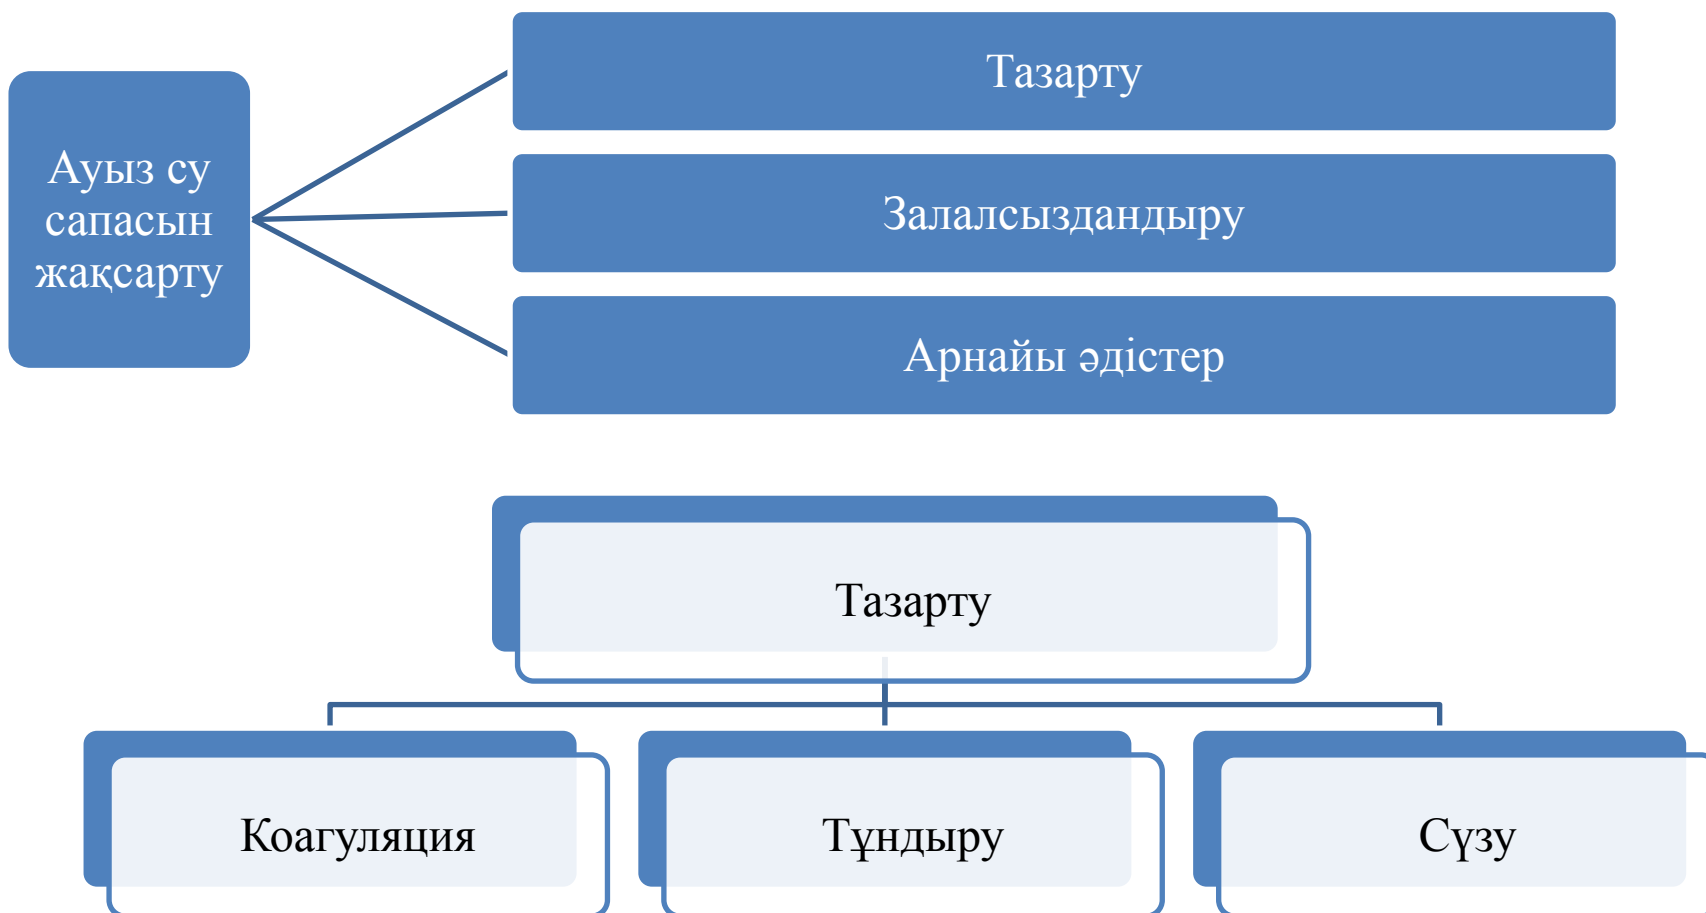 Ауыз су
сапасын
жақсарту
Тазарту
Залалсыздандыру
Арнайы әдістер
Тазарту
Коагуляция
Тұндыру
Сүзу